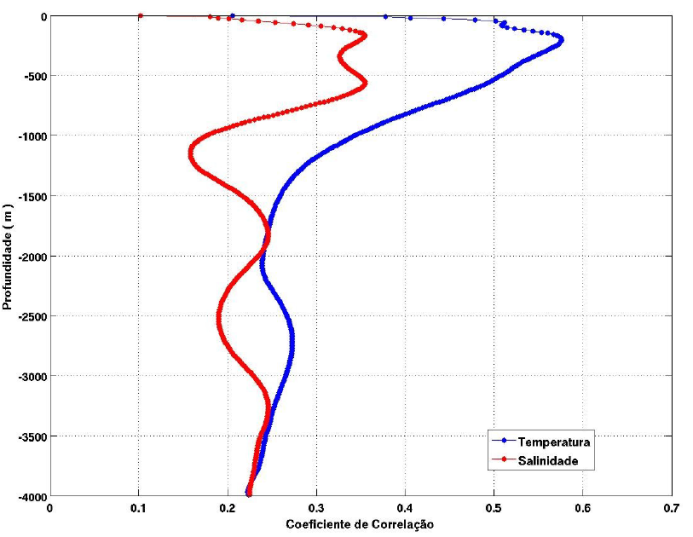 0
-500
-1000
-1500
-2000
-2500
-3000
-3500
-4000
Profundidade ( m )
0 0.1 0.2 0.3 0.4 0.5 0.6 0.7
Coeficiente de Correlação
Temperatura
Salinidade